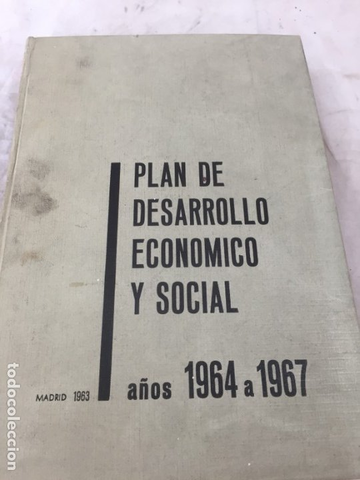 PLAN DE
DESARROLLO
ECONOMICO
Y SOCIAL
MADRID 1963
años 1964 a 1967
todocoleccion